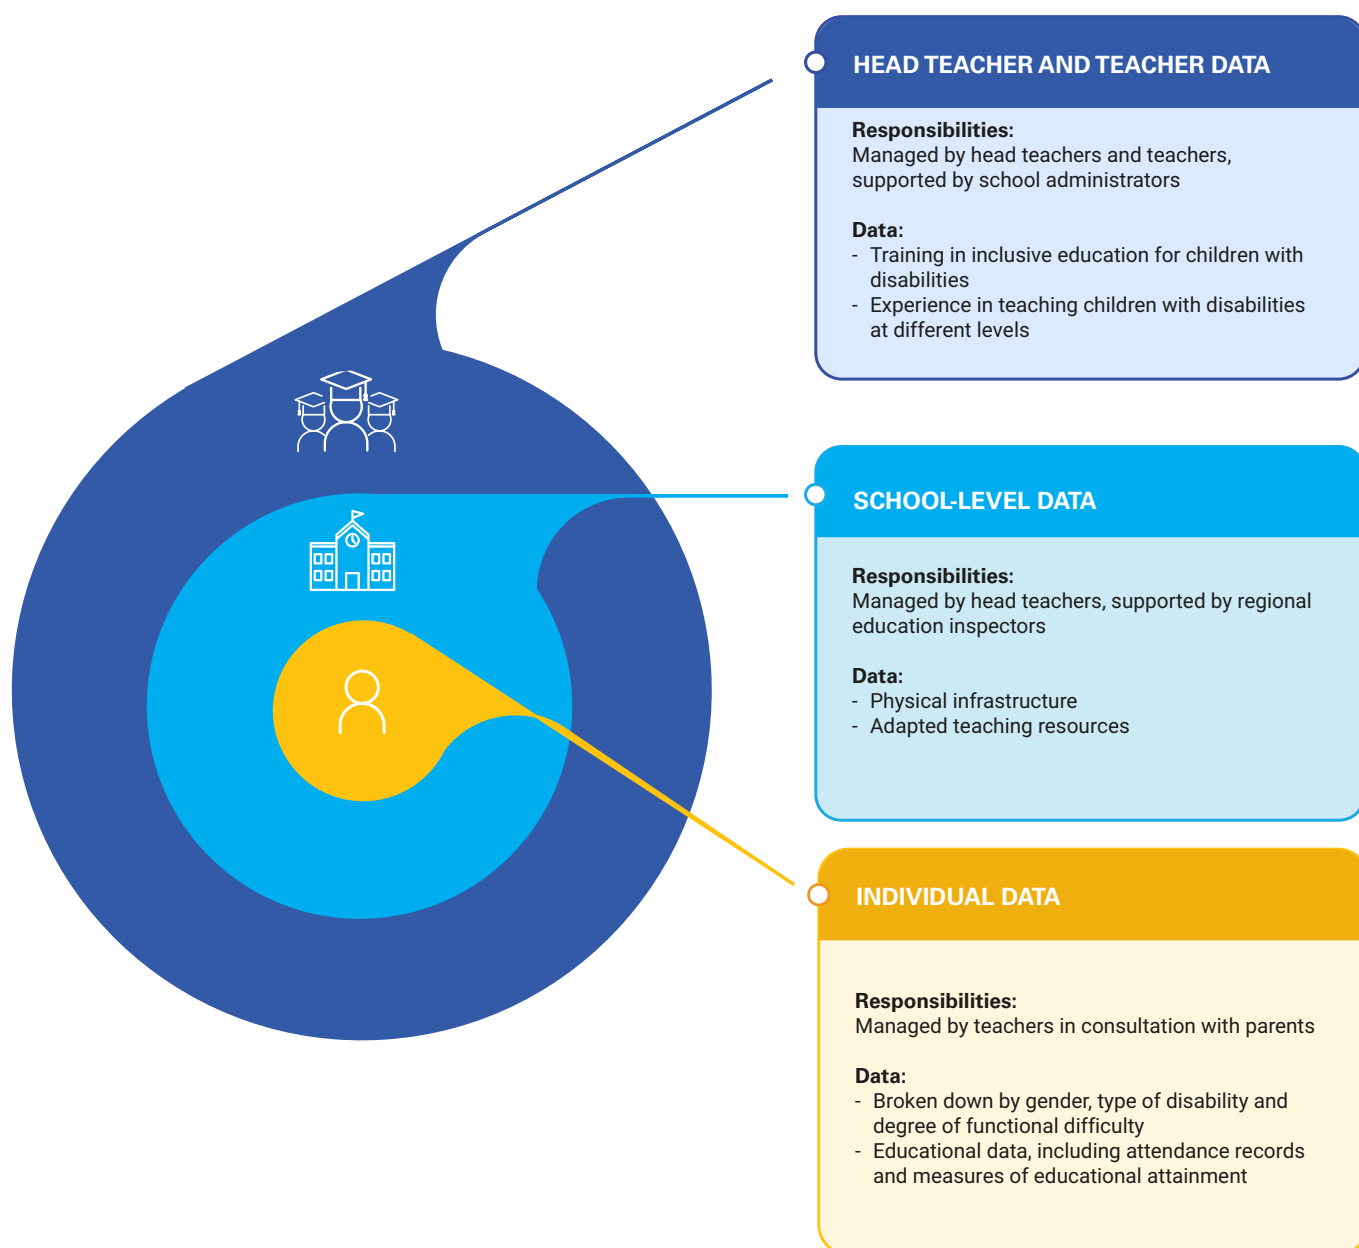 HEAD TEACHER AND TEACHER DATA
Responsibilities:
Managed by head teachers and teachers,
supported by school administrators
Data:
- Training in inclusive education for children with
disabilities
- Experience in teaching children with disabilities
at different levels
SCHOOL-LEVEL DATA
Responsibilities:
Managed by head teachers, supported by regional
education inspectors
Data:
- Physical infrastructure
- Adapted teaching resources
INDIVIDUAL DATA
Responsibilities:
Managed by teachers in consultation with parents
Data:
- Broken down by gender, type of disability and
degree of functional difficulty
- Educational data, including attendance records
and measures of educational attainment